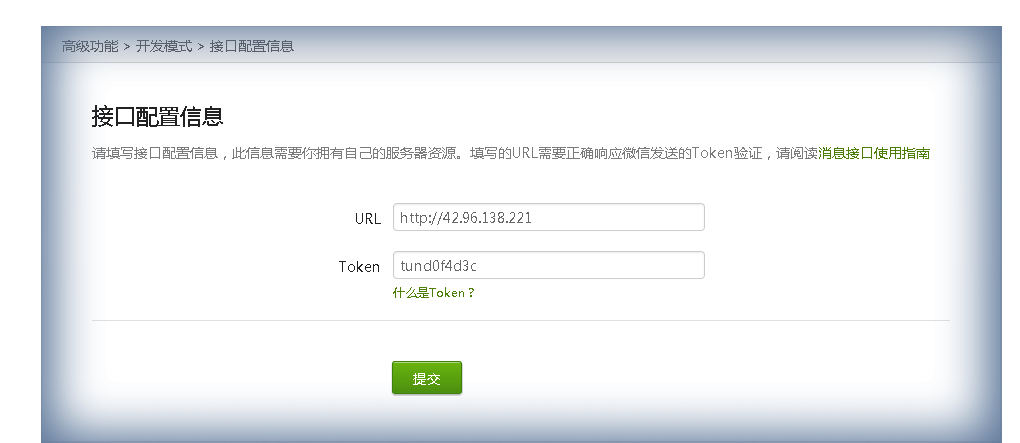 高级功能 > 开发模式 > 接口配置信息
接口配置信息
请填写接口配置信息，此信息需要你拥有自己的服务器资源。填写的URL需要正确响应微信发送的Token验证，请阅读消息接口使用指南
URL http://42.96.138.221
Token tund0f4d3c
什么是Token？
提交